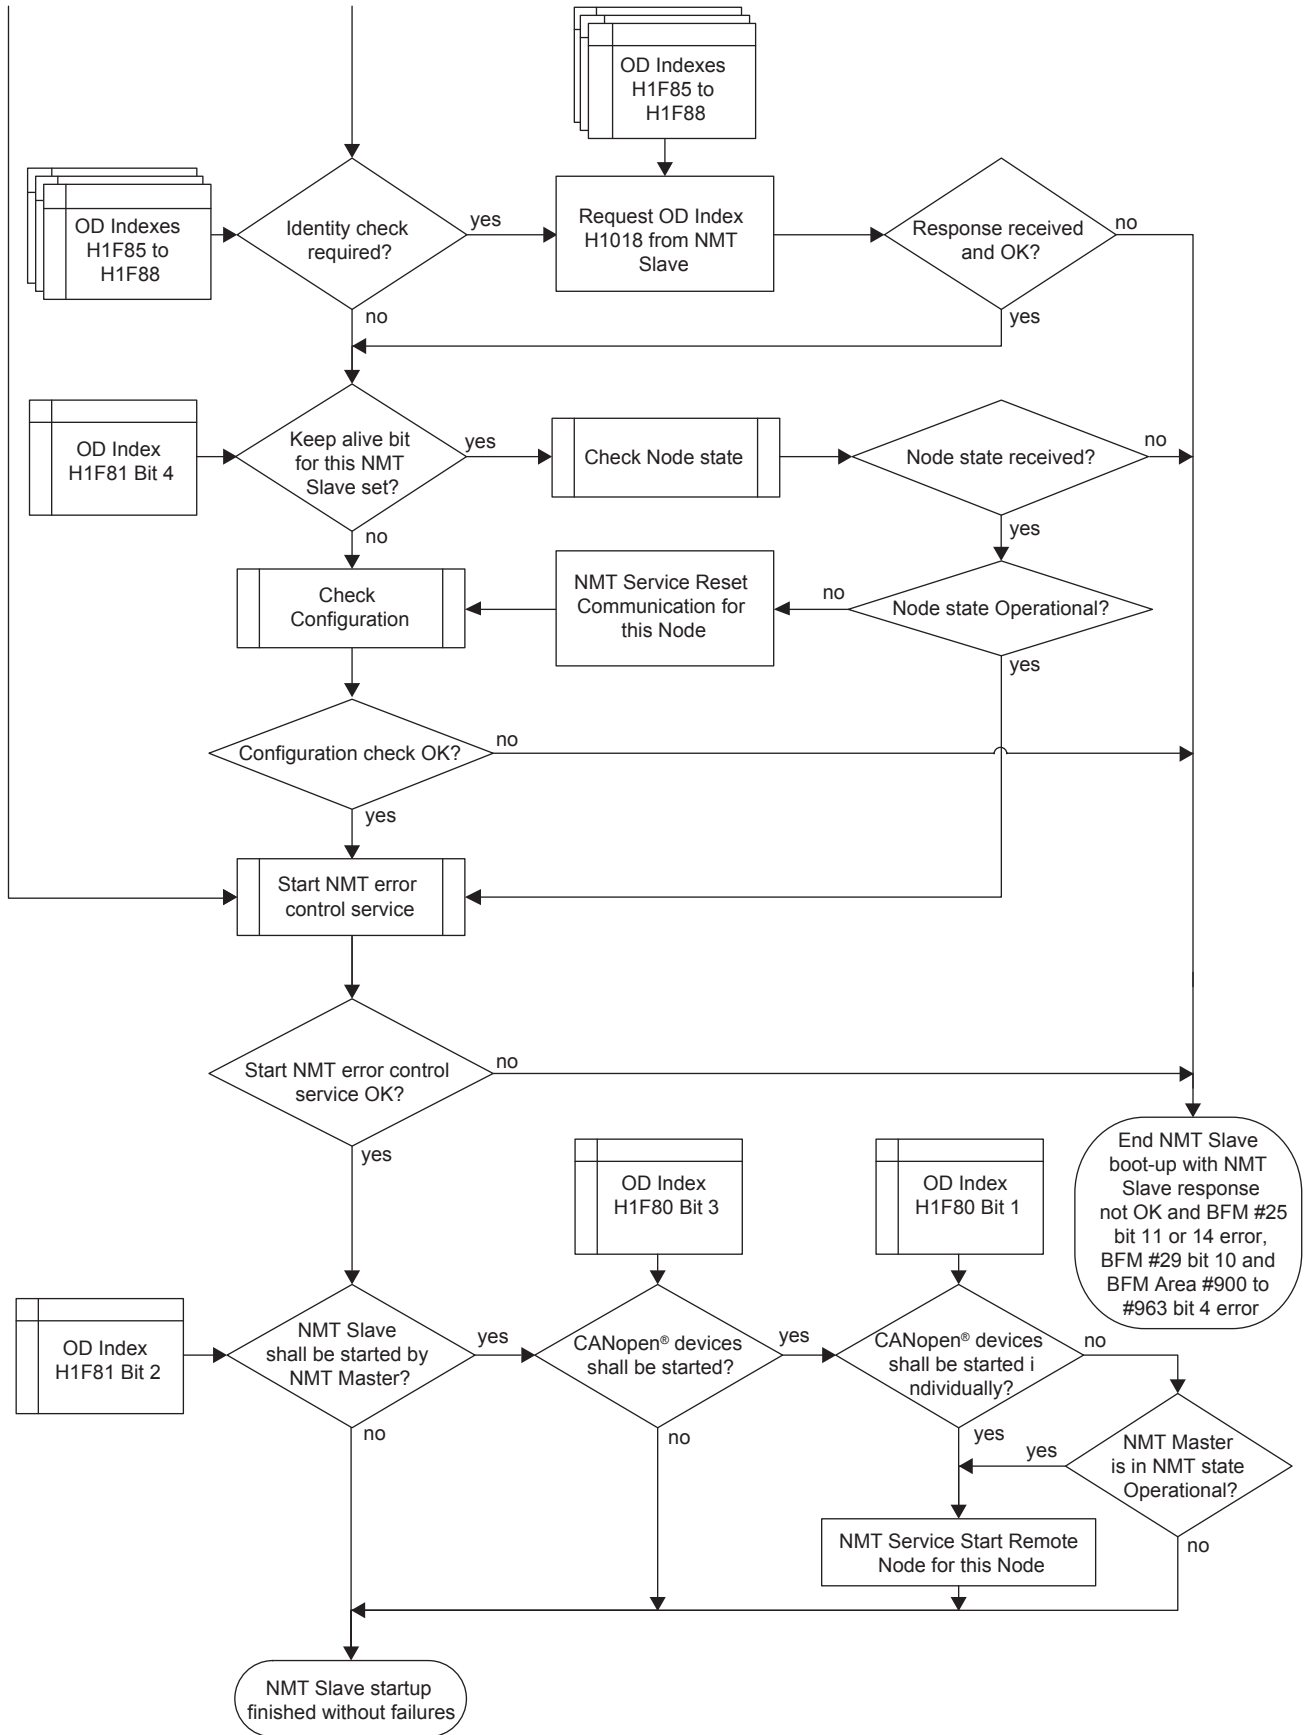 OD Indexes
H1F85 to
H1F88
OD Indexes
H1F85 to
H1F88
Identity check
required?
yes
Request OD Index
H1018 from NMT
Slave
Response received
and OK?
no
no
yes
OD Index
H1F81 Bit 4
Keep alive bit
for this NMT
Slave set?
yes
Check Node state
Node state received?
no
no
yes
Check
Configuration
NMT Service Reset
Communication for
this Node
no
Node state Operational?
yes
Configuration check OK?
no
yes
Start NMT error
control service
Start NMT error control
service OK?
no
yes
End NMT Slave
boot-up with NMT
Slave response
not OK and BFM #25
bit 11 or 14 error,
BFM #29 bit 10 and
BFM Area #900 to
#963 bit 4 error
OD Index
H1F80 Bit 3
OD Index
H1F80 Bit 1
OD Index
H1F81 Bit 2
NMT Slave
shall be started by
NMT Master?
yes
CANopen® devices
shall be started?
yes
CANopen® devices
shall be started i
ndividually?
no
no
no
yes
yes
NMT Master
is in NMT state
Operational?
no
NMT Service Start Remote
Node for this Node
NMT Slave startup
finished without failures